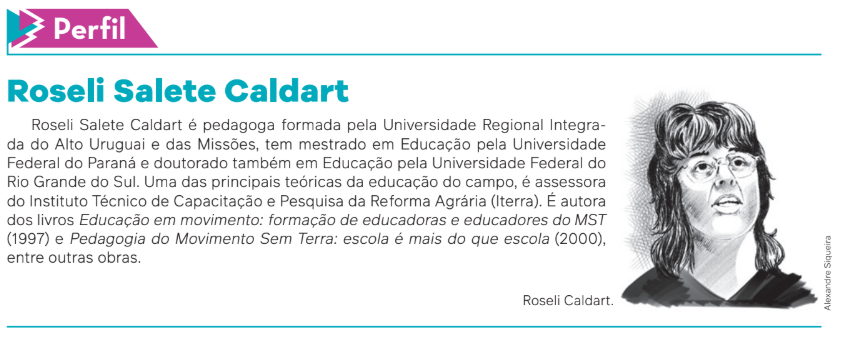 Perfil
Roseli Salete Caldart
Roseli Salete Caldart é pedagoga formada pela Universidade Regional Integra-
da do Alto Uruguai e das Missões, tem mestrado em Educação pela Universidade
Federal do Paraná e doutorado também em Educação pela Universidade Federal do
Rio Grande do Sul. Uma das principais teóricas da educação do campo, é assessora
do Instituto Técnico de Capacitação e Pesquisa da Reforma Agrária (Iterra). É autora
dos livros Educação em movimento: formação de educadoras e educadores do MST
(1997) e Pedagogia do Movimento Sem Terra: escola é mais do que escola (2000),
entre outras obras.
Roseli Caldart.
Alexandre Siqueira